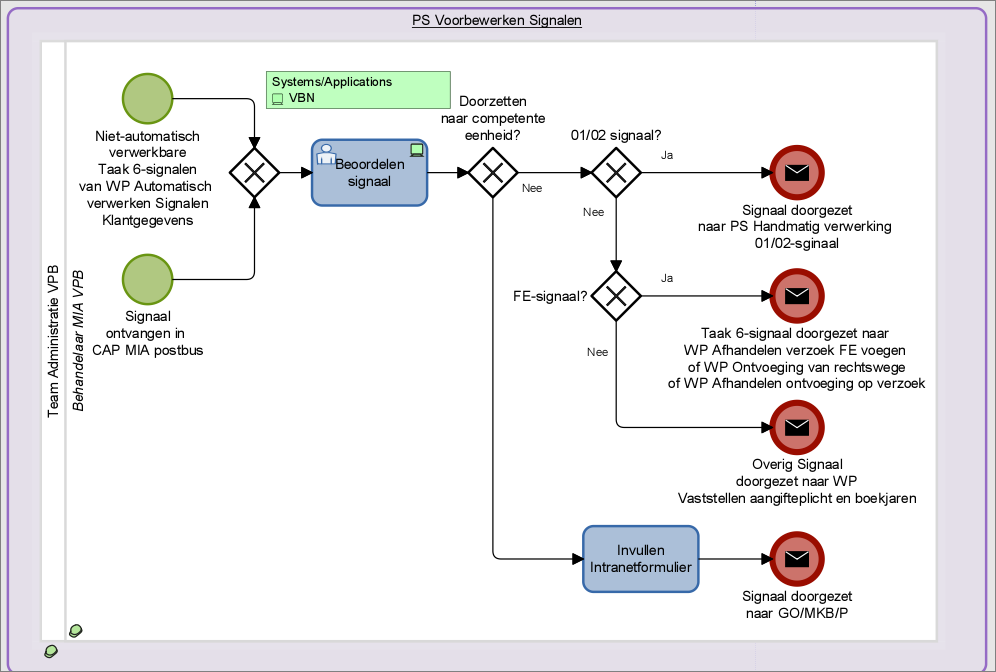 PS Voorbewerken Signalen
Team Administratie VPB
Behandelaar MIA VPB
Niet-automatisch
verwerkbare
Taak 6-signalen
van WP Automatisch
verwerken Signalen
Klantgegevens
Signaal
ontvangen in
CAP MIA postbus
Systems/Applications
VBN
Beoordelen
signaal
Doorzetten
naar competente
eenheid?
Nee
01/02 signaal?
Ja
Nee
Signaal doorgezet
naar PS Handmatig verwerking
01/02-sginaal
FE-signaal?
Ja
Nee
Taak 6-signaal doorgezet naar
WP Afhandelen verzoek FE voegen
of WP Ontvoeging van rechtswege
of WP Afhandelen ontvoeging op verzoek
Overig Signaal
doorgezet naar WP
Vaststellen aangifteplicht en boekjaren
Invullen
Intranetformulier
Signaal doorgezet
naar GO/MKB/P